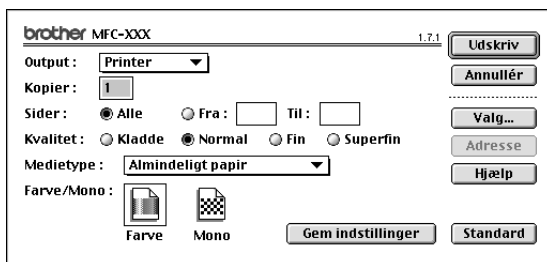 brother MFC-XXX 1.7.1 Udskriv
Output: Printer
Annullér
Kopier: 1
Sider: Alle Fra: Til: Valg...
Kvalitet: Kladde Normal Fin Superfin
Adresse
Medietype: Almindeligt papir
Hjælp
Farve/Mono:
Farve Mono Gem indstillinger Standard